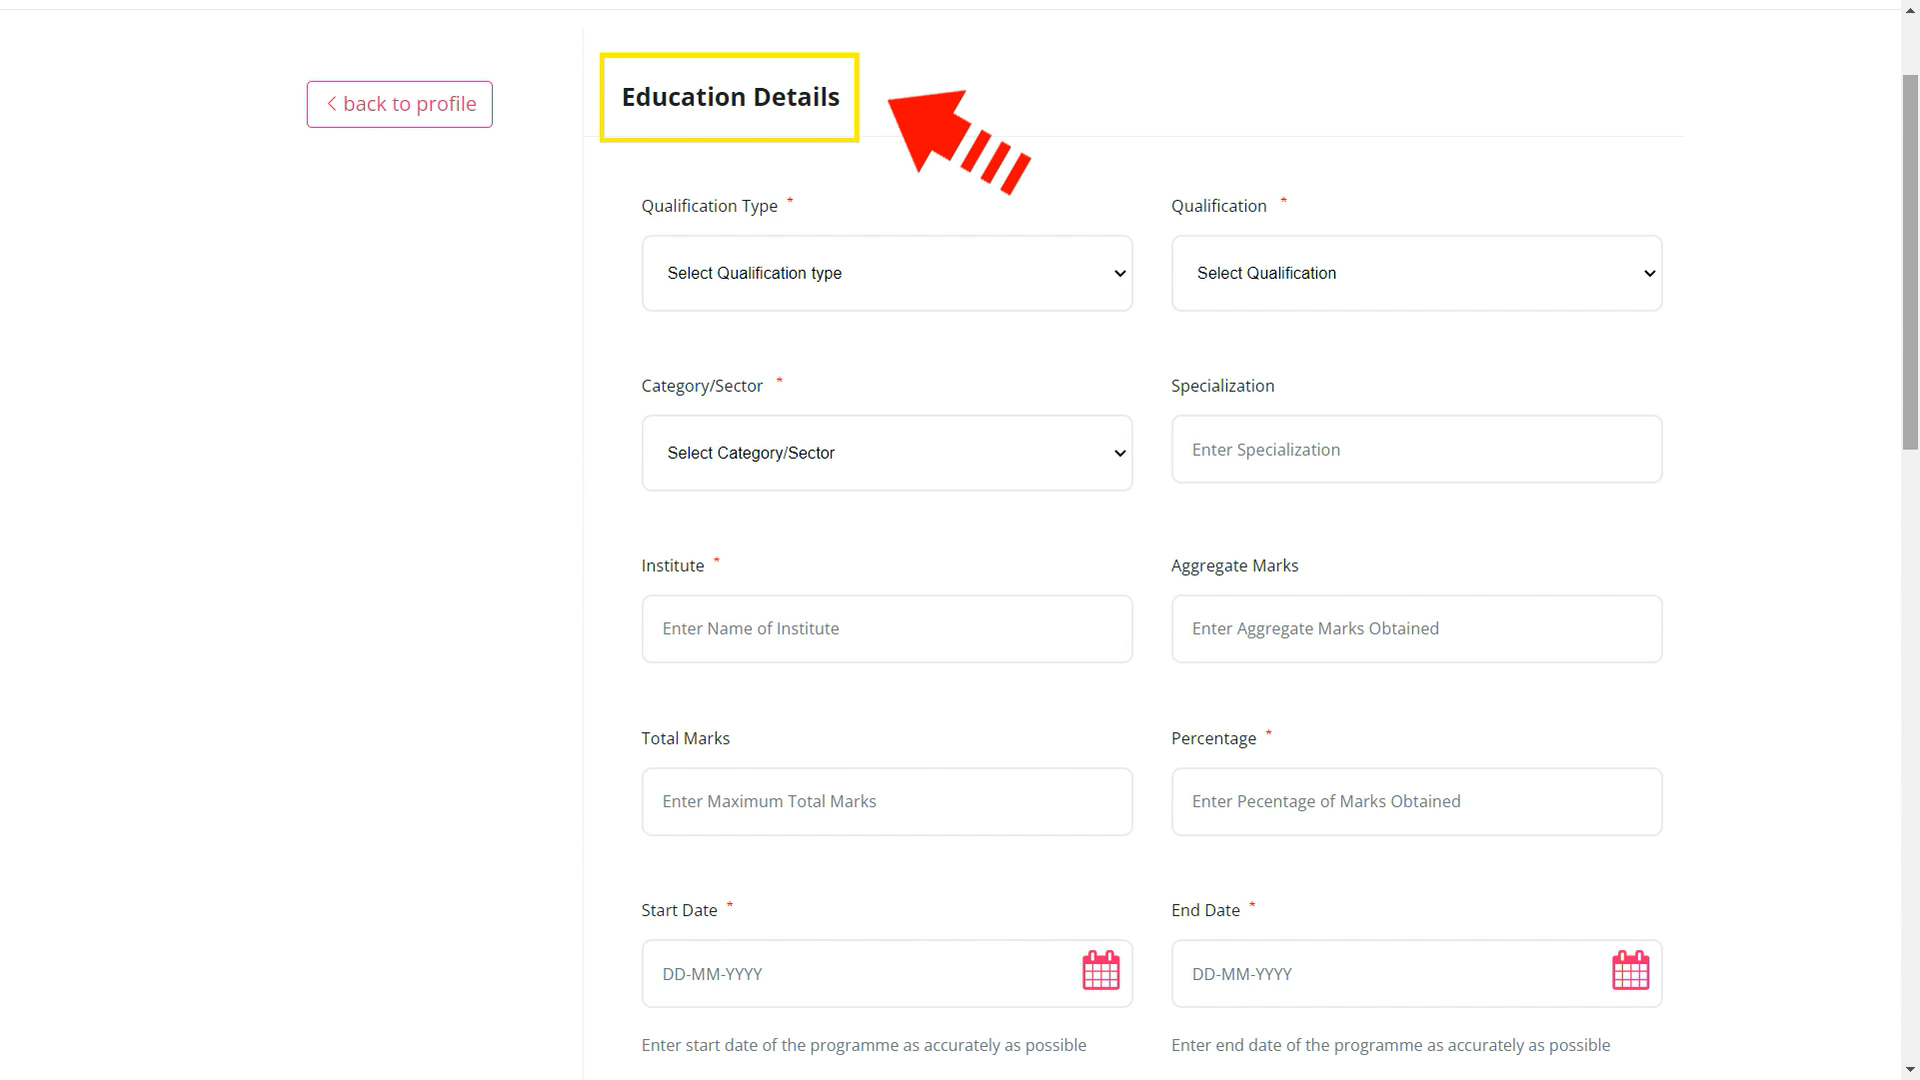 Education Details
< back to profile
Qualification Type *
Qualification *
Select Qualification type
Select Qualification
Category/Sector *
Specialization
Select Category/Sector
Enter Specialization
Institute *
Aggregate Marks
Enter Name of Institute
Enter Aggregate Marks Obtained
Total Marks
Percentage *
Enter Maximum Total Marks
Enter Pecentage of Marks Obtained
Start Date *
End Date *
DD-MM-YYYY
DD-MM-YYYY
Enter start date of the programme as accurately as possible
Enter end date of the programme as accurately as possible